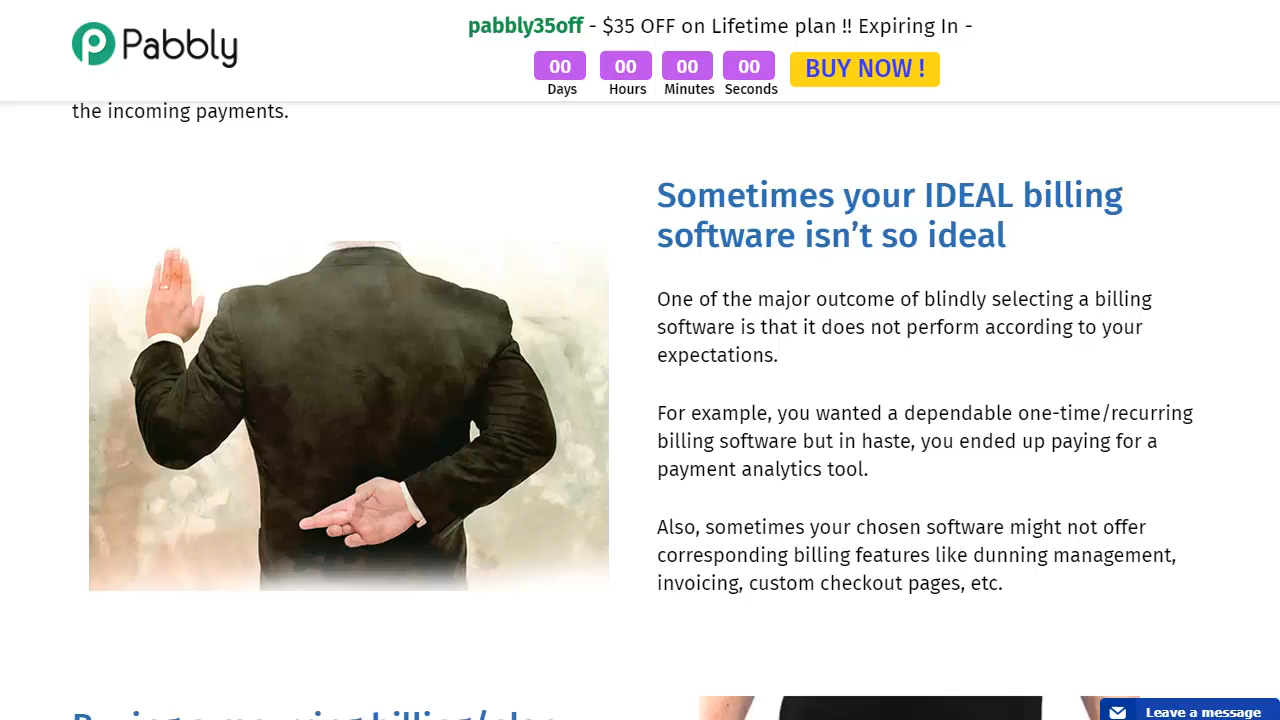 Pabbly
pabbly35off - $35 OFF on Lifetime plan !! Expiring In -
00 00 00 00
Days Hours Minutes Seconds
BUY NOW !
the incoming payments.
Sometimes your IDEAL billing
software isn’t so ideal
One of the major outcome of blindly selecting a billing
software is that it does not perform according to your
expectations.
For example, you wanted a dependable one-time/recurring
billing software but in haste, you ended up paying for a
payment analytics tool.
Also, sometimes your chosen software might not offer
corresponding billing features like dunning management,
invoicing, custom checkout pages, etc.
Leave a message